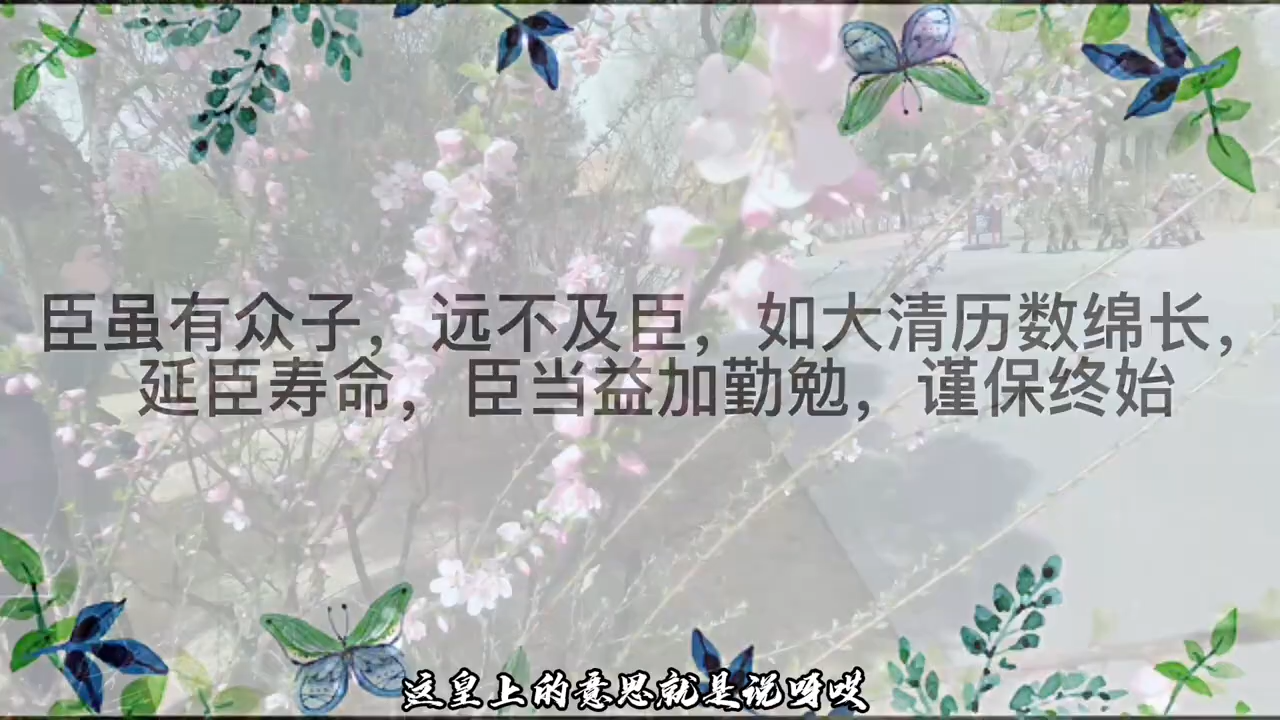 臣虽有众子，远不及臣，如大清历数绵长，
延臣寿命，臣当益加勤勉，谨保终始
这皇上的意思就是说呀哎